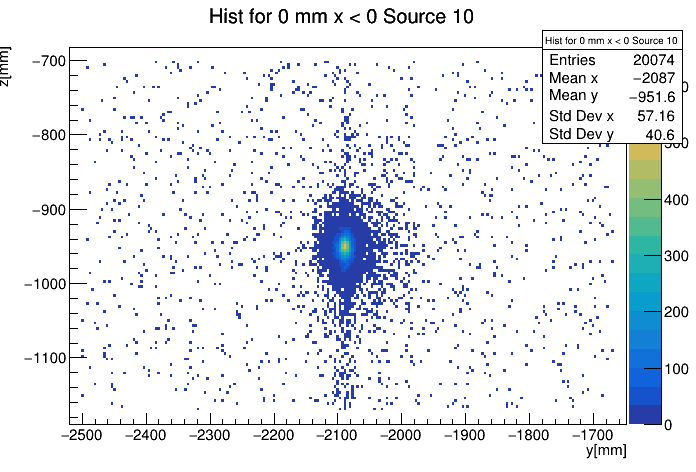 Hist for 0 mm x < 0 Source 10
Hist for 0 mm x < 0 Source 10
Entries 20074
Mean x −2087
Mean y −951.6
Std Dev x 57.16
Std Dev y 40.6
z[mm]
−700
−800
−900
−1000
−1100
−2500 −2400 −2300 −2200 −2100 −2000 −1900 −1800 −1700
y[mm]
400
300
200
100
0